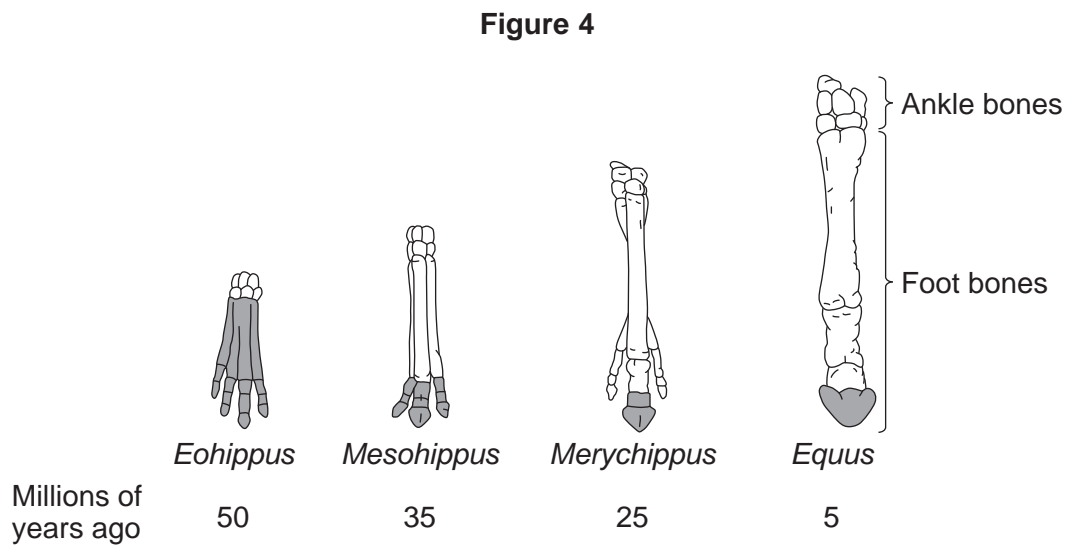 Figure 4
Ankle bones
Foot bones
Eohippus Mesohippus Merychippus Equus
Millions of
years ago
50 35 25 5